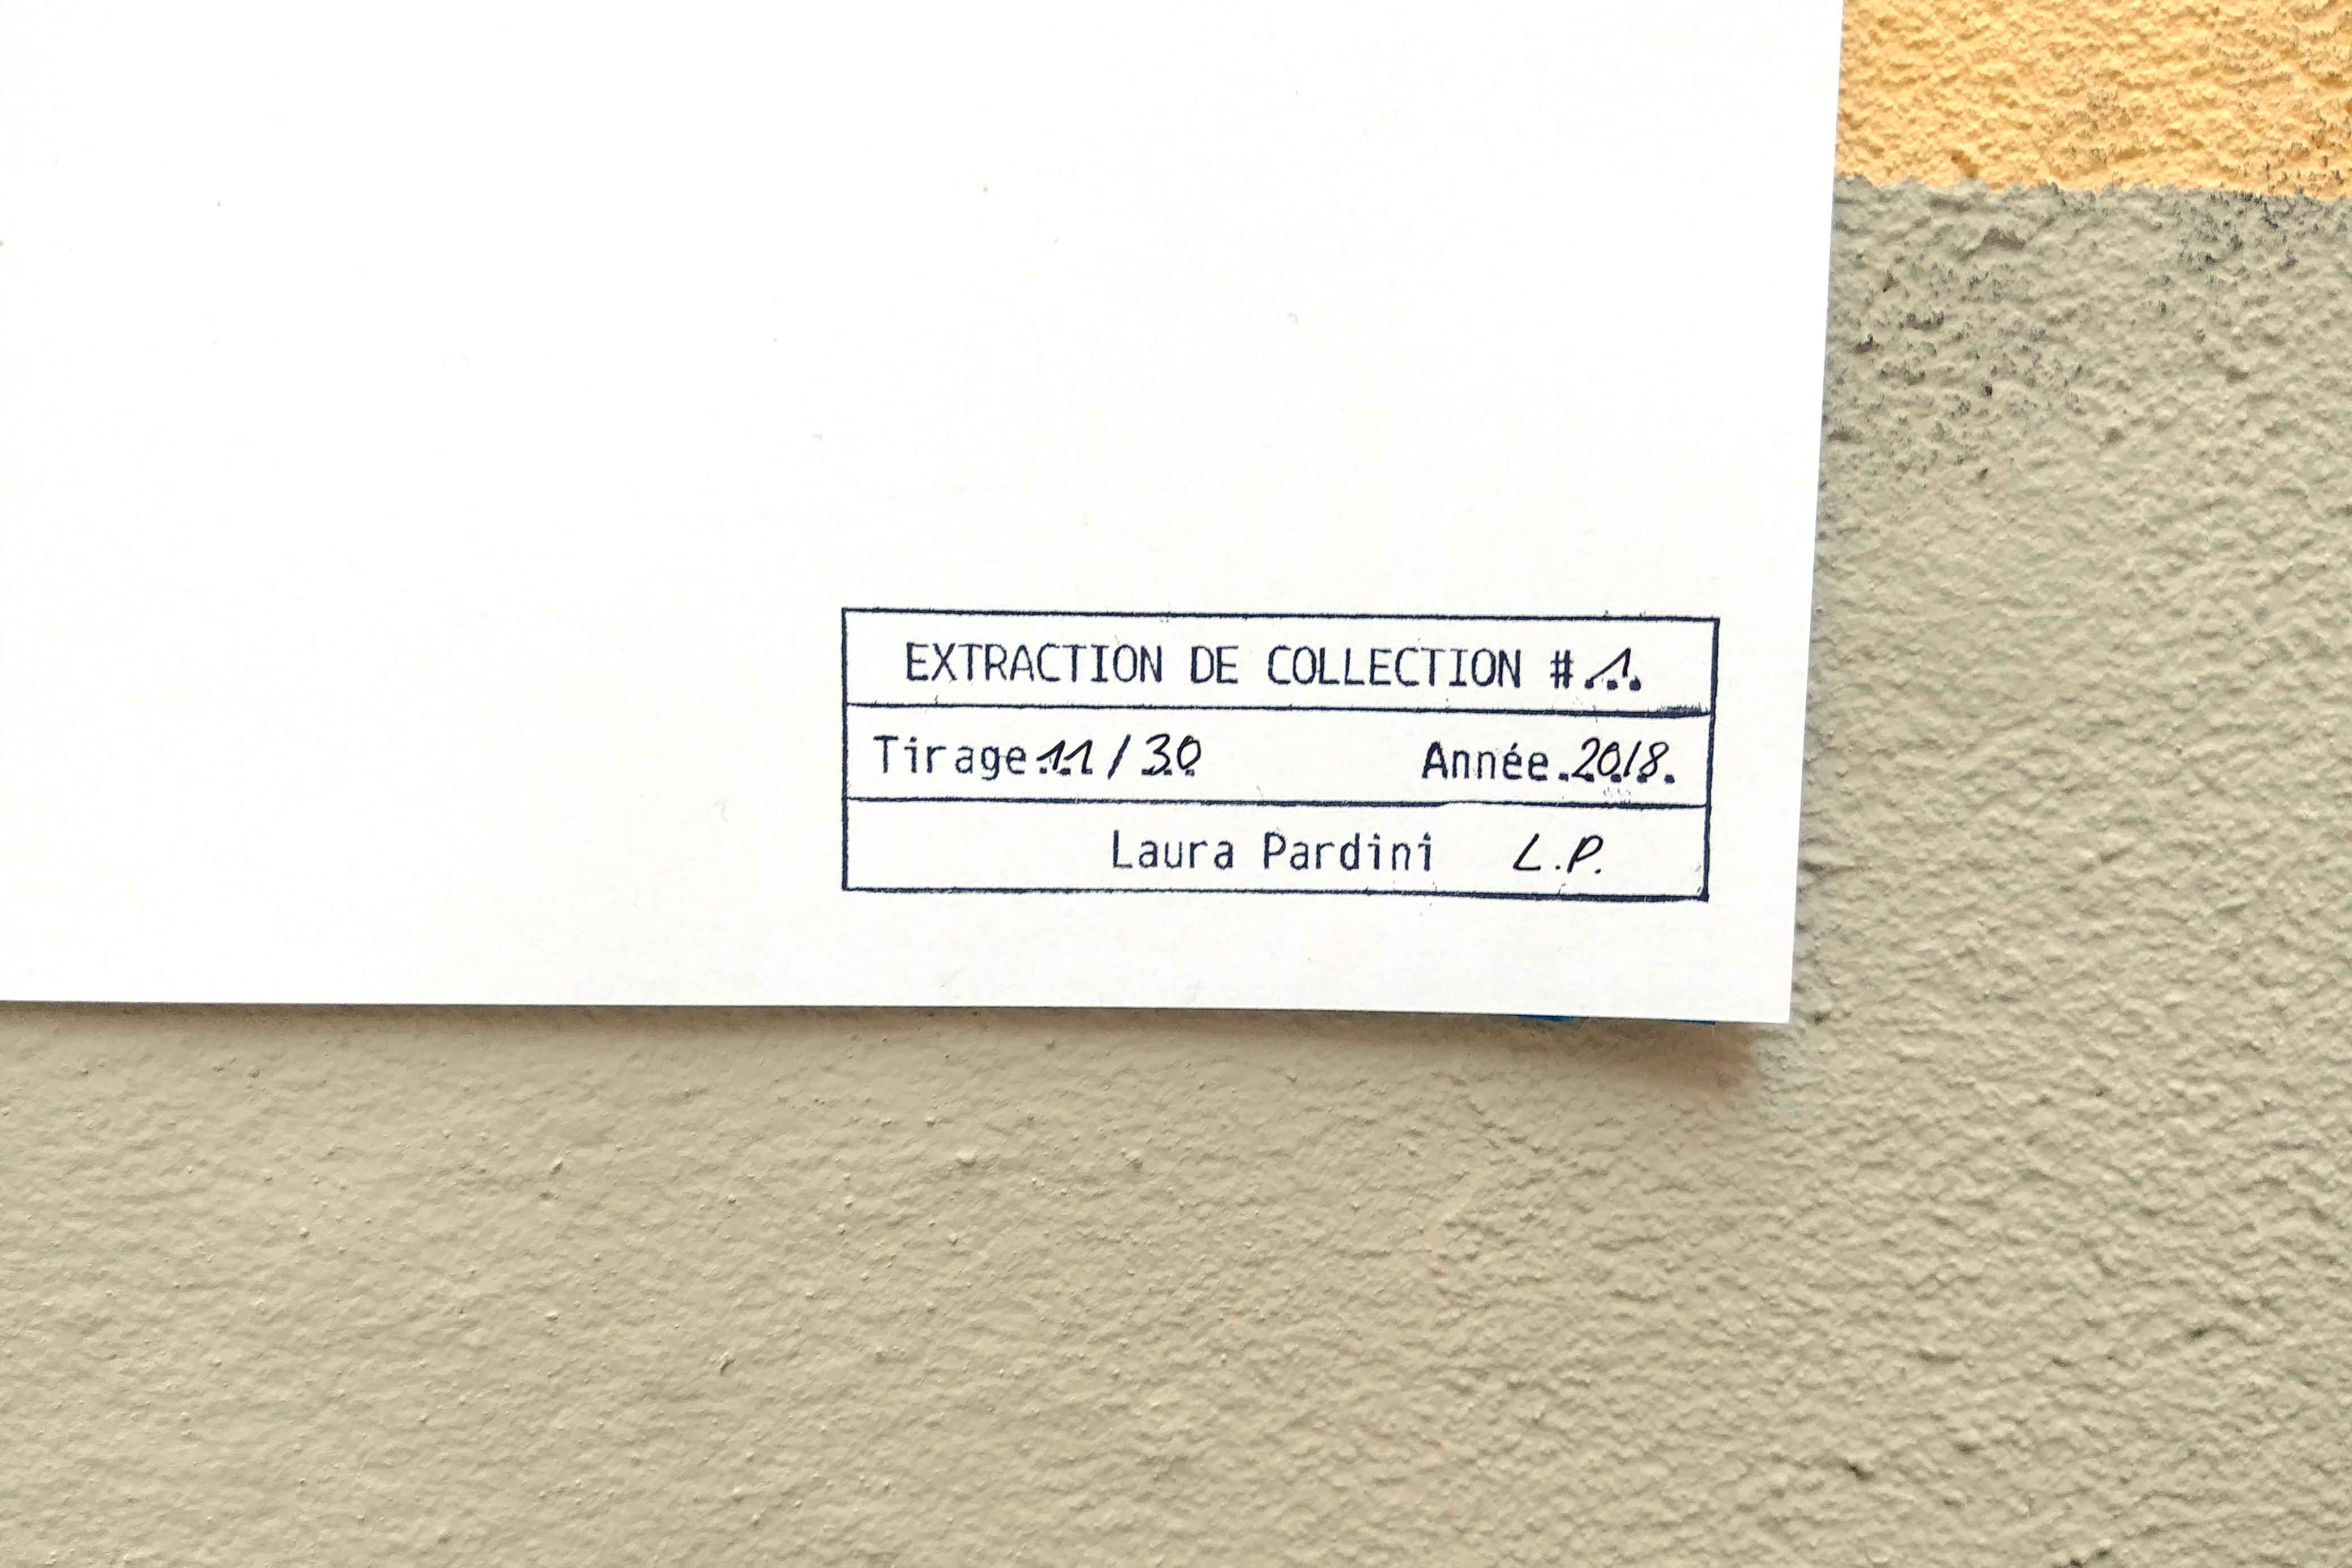 EXTRACTION DE COLLECTION #1
Tirage 11/30 Année 2018
Laura Pardini L.P.